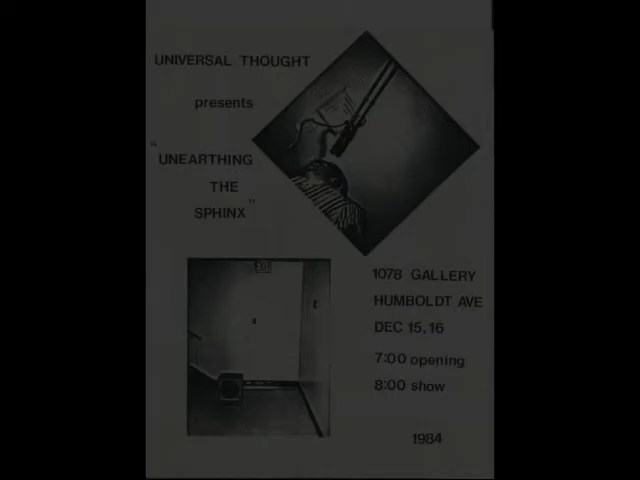 UNIVERSAL THOUGHT
presents
"UNEARTHING
THE
SPHINX"
1078 GALLERY
HUMBOLDT AVE
DEC 15, 16
7:00 opening
8:00 show
1984